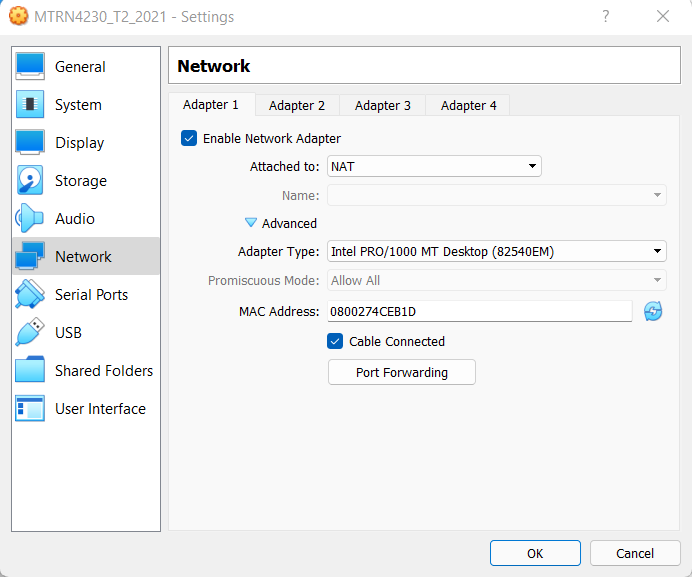 MTRN4230_T2_2021 - Settings
?
General
System
Display
Storage
Audio
Network
Serial Ports
USB
Shared Folders
User Interface
Network
Adapter 1
Adapter 2
Adapter 3
Adapter 4
Enable Network Adapter
Attached to: NAT
Name:
Advanced
Adapter Type: Intel PRO/1000 MT Desktop (82540EM)
Promiscuous Mode: Allow All
MAC Address: 0800274CEB1D
Cable Connected
Port Forwarding
OK
Cancel